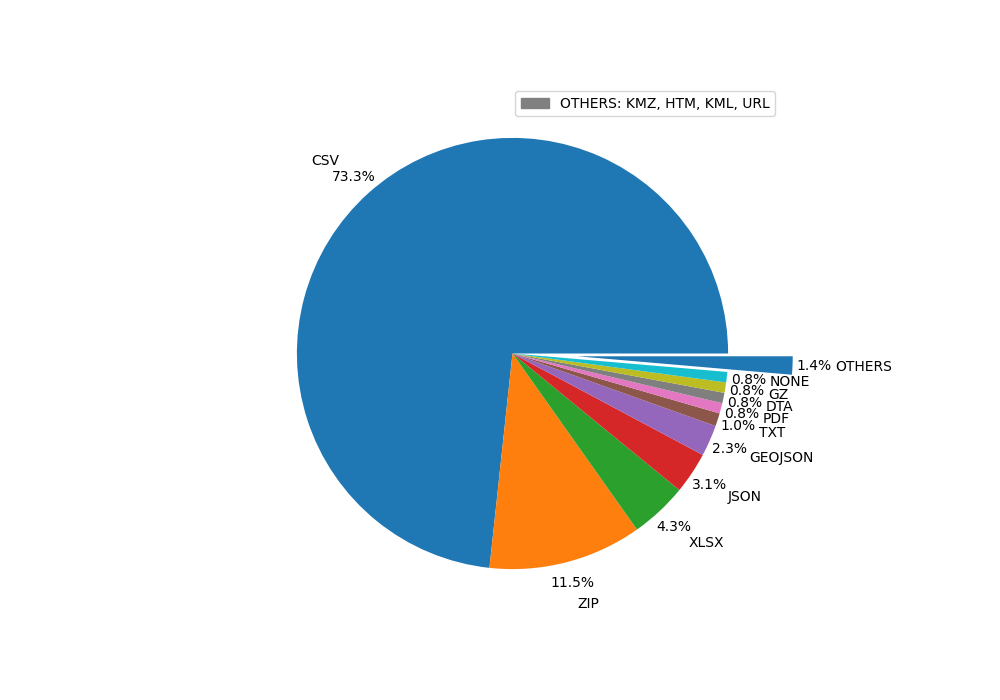 OTHERS: KMZ, HTM, KML, URL
CSV
73.3%
1.4% OTHERS
0.8% NONE
0.8% GZ
0.8% DTA
0.8% PDF
1.0% TXT
2.3% GEOJSON
3.1% JSON
4.3% XLSX
11.5%
ZIP